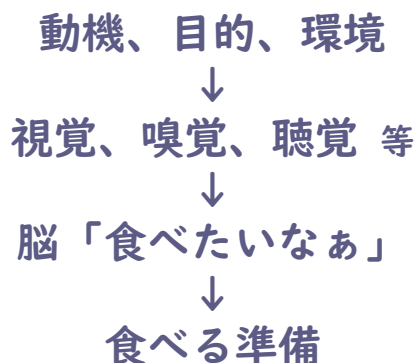 動機、目的、環境
↓
視覚、嗅覚、聴覚 等
↓
脳「食べたいなぁ」
↓
食べる準備